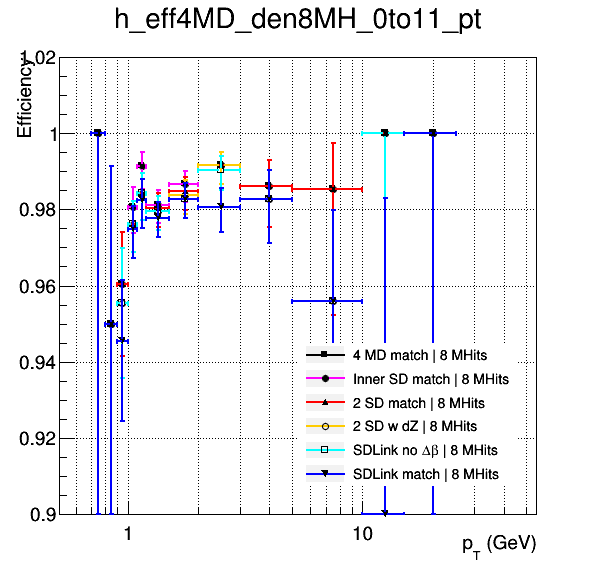 h_eff4MD_den8MH_0to11_pt
Efficiency
1.02
1
0.98
0.96
0.94
0.92
0.9
4 MD match | 8 MHits
Inner SD match | 8 MHits
2 SD match | 8 MHits
2 SD w dZ | 8 MHits
SDLink no Δβ | 8 MHits
SDLink match | 8 MHits
1
10
p_T (GeV)